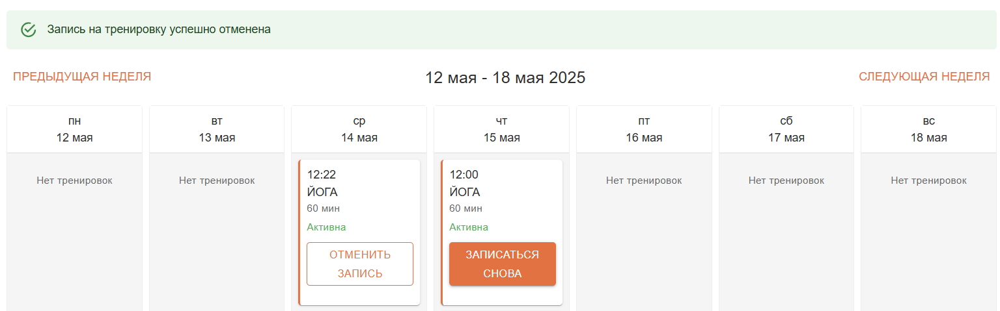 Запись на тренировку успешно отменена
ПРЕДЫДУЩАЯ НЕДЕЛЯ
12 мая - 18 мая 2025
СЛЕДУЮЩАЯ НЕДЕЛЯ
пн
12 мая
Нет тренировок
вт
13 мая
Нет тренировок
ср
14 мая
12:22
ЙОГА
60 мин
Активна
ОТМЕНИТЬ
ЗАПИСЬ
чт
15 мая
12:00
ЙОГА
60 мин
Активна
ЗАПИСАТЬСЯ
СНОВА
пт
16 мая
Нет тренировок
сб
17 мая
Нет тренировок
вс
18 мая
Нет тренировок